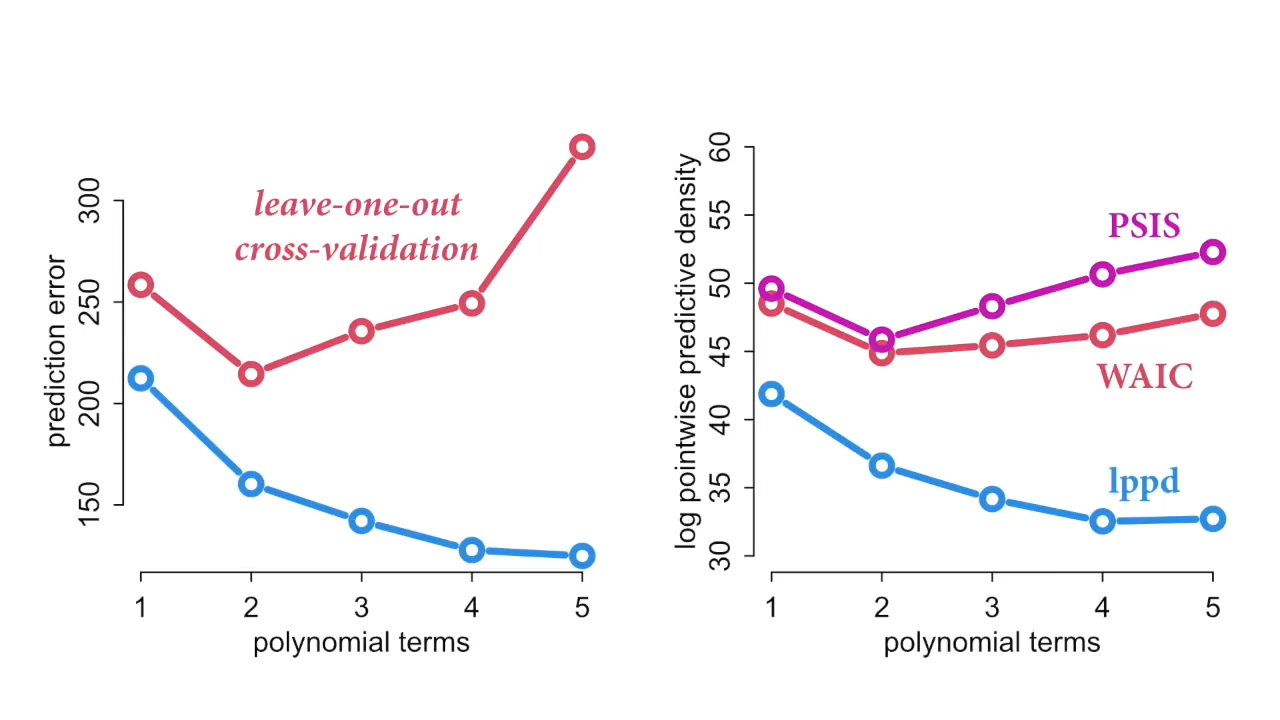 prediction error
300
250
200
150
leave-one-out
cross-validation
1 2 3 4 5
polynomial terms
log pointwise predictive density
60
55
50
45
40
35
30
PSIS
WAIC
lppd
1 2 3 4 5
polynomial terms